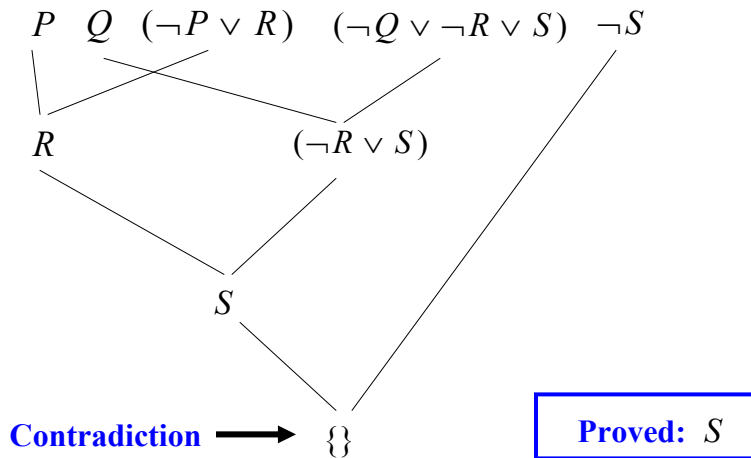 P Q (¬P ∨ R) (¬Q ∨ ¬R ∨ S) ¬S
R (¬R ∨ S)
S
Contradiction {} Proved: S